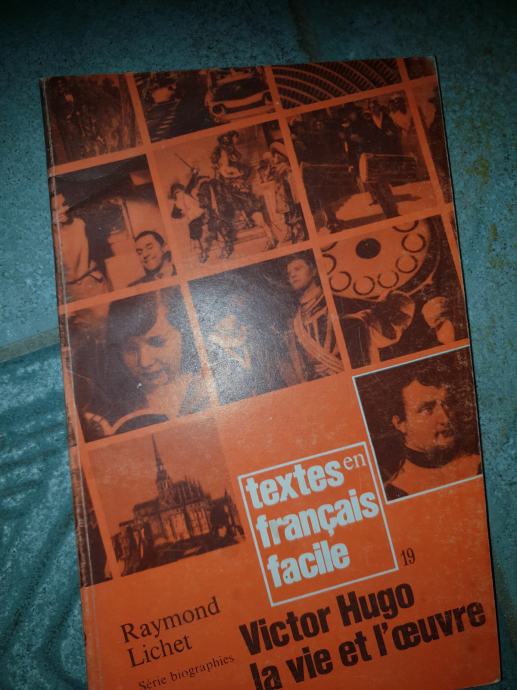 textes en
français
facile
19
Raymond
Lichet
Série biographies
Victor Hugo
la vie et l'œuvre